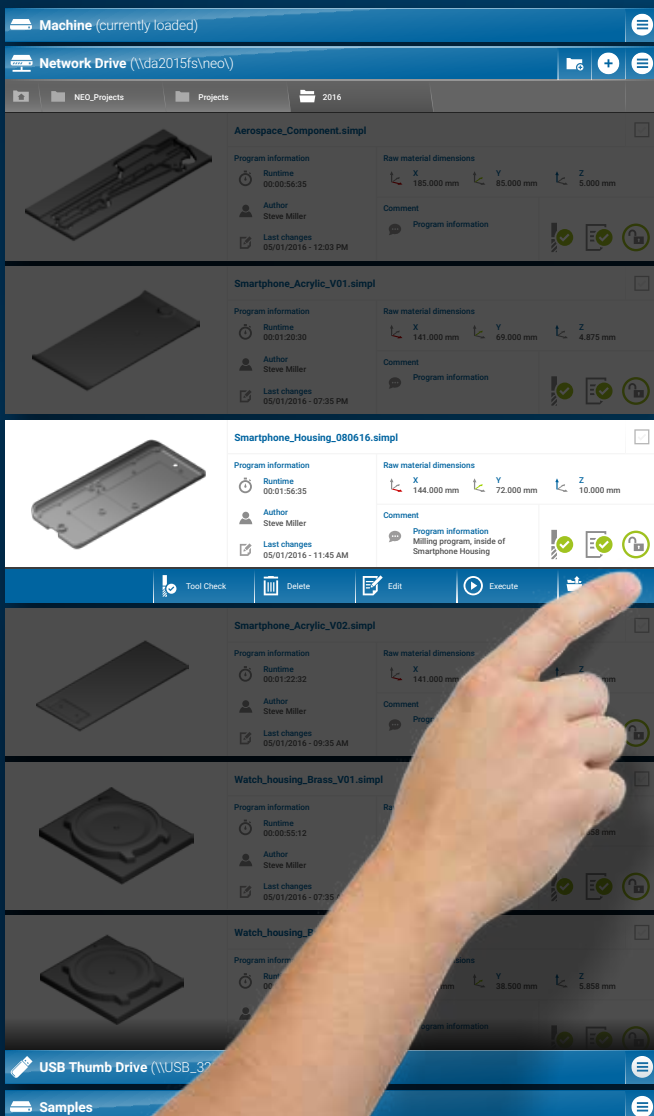 Machine (currently loaded)
Network Drive (\\da2015fs\neo\)
NEO_Projects Projects 2016
Aerospace_Component.simpl
Program information Raw material dimensions
Runtime X Y Z
00:00:56:35 185.000 mm 85.000 mm 5.000 mm
Author Comment
Steve Miller Program information
Last changes
05/01/2016 - 12:03 PM
Smartphone_Acrylic_V01.simpl
Program information Raw material dimensions
Runtime X Y Z
00:01:20:30 141.000 mm 69.000 mm 4.875 mm
Author Comment
Steve Miller Program information
Last changes
05/01/2016 - 07:35 PM
Smartphone_Housing_080616.simpl
Program information Raw material dimensions
Runtime X Y Z
00:01:56:35 144.000 mm 72.000 mm 10.000 mm
Author Comment
Steve Miller Program information
Last changes Milling program, inside of
05/01/2016 - 11:45 AM Smartphone Housing
Tool Check Delete Edit Execute
Smartphone_Acrylic_V02.simpl
Program information Raw material dimensions
Runtime X Z
00:01:22:32 141.000 mm
Author Comment
Steve Miller
Last changes
05/01/2016 - 09:35 AM
Watch_housing_Brass_V01.simpl
Program information
Runtime
00:00:55:12
Author
Steve Miller
Last changes
05/01/2016 - 07:35
Y Z
38.500 mm 5.858 mm
USB Thumb Drive
Samples